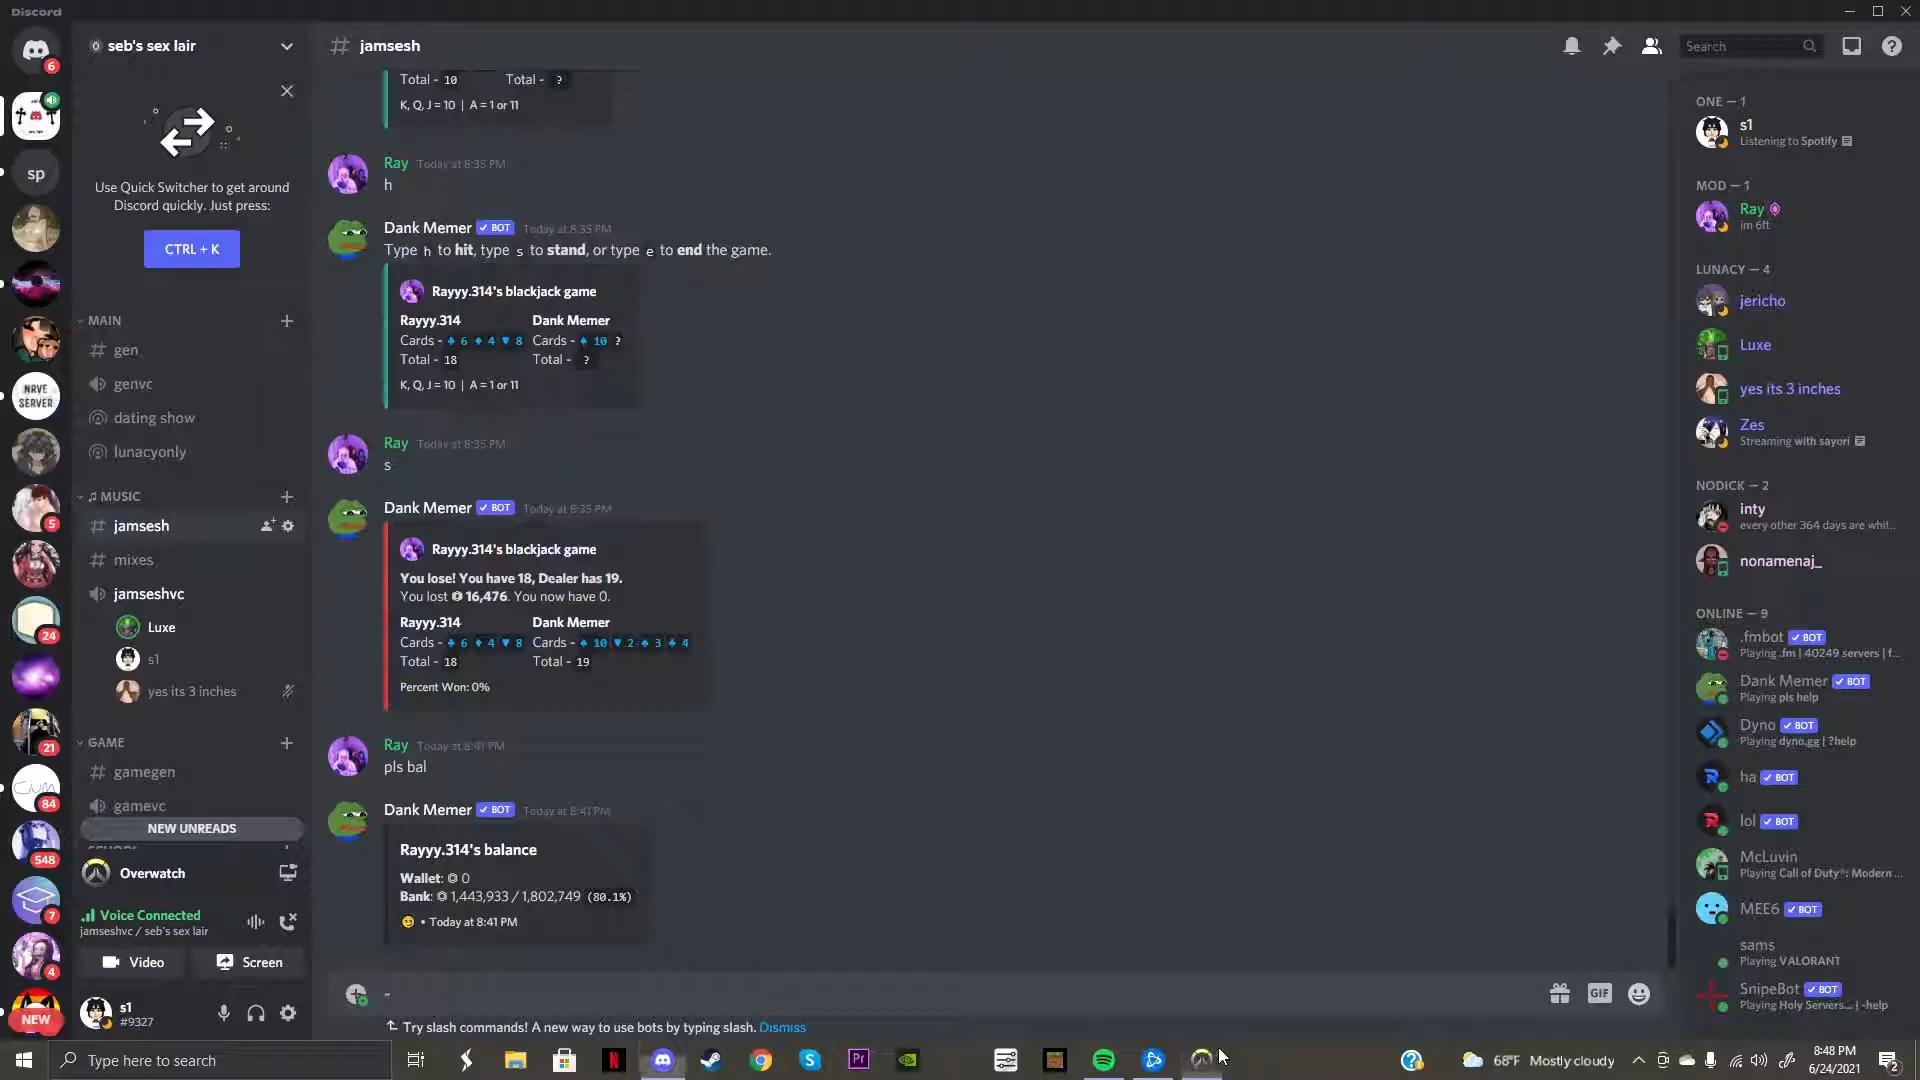 Discord
6
seb's sex lair
jamsesh
Search
Use Quick Switcher to get around
Discord quickly. Just press:
CTRL + K
sp
MAIN
gen
genvc
dating show
lunacyonly
NRVE
SERVER
MUSIC
jamsesh
mixes
jamseshvc
Luxe
s1
yes its 3 inches
GAME
gamegen
gamevc
NEW UNREADS
5
24
21
84
548
7
4
NEW
Overwatch
Voice Connected
jamseshvc / seb's sex lair
Video
Screen
s1
#9327
Total - 10 Total - ?
K, Q, J = 10 | A = 1 or 11
Ray Today at 8:35 PM
h
Dank Memer BOT Today at 8:35 PM
Type h to hit, type s to stand, or type e to end the game.
Rayyy.314's blackjack game
Rayyy.314 Dank Memer
Cards - ♣ 6 ♦ 4 ♥ 8 Cards - ♠ 10 ?
Total - 18 Total - ?
K, Q, J = 10 | A = 1 or 11
Ray Today at 8:35 PM
s
Dank Memer BOT Today at 8:35 PM
Rayyy.314's blackjack game
You lose! You have 18, Dealer has 19.
You lost 16,476. You now have 0.
Rayyy.314 Dank Memer
Cards - ♣ 6 ♦ 4 ♥ 8 Cards - ♠ 10 ♥ 2 ♠ 3 ♣ 4
Total - 18 Total - 19
Percent Won: 0%
Ray Today at 8:41 PM
pls bal
Dank Memer BOT Today at 8:41 PM
Rayyy.314's balance
Wallet: 0
Bank: 1,443,933 / 1,802,749 (80.1%)
• Today at 8:41 PM
~
GIF
Try slash commands! A new way to use bots by typing slash. Dismiss
ONE — 1
s1
Listening to Spotify
MOD — 1
Ray
im 6ft
LUNACY — 4
jericho
Luxe
yes its 3 inches
Zes
Streaming with sayori
NODICK — 2
inty
every other 364 days are whit...
nonamenaj_
ONLINE — 9
.fmbot BOT
Playing .fm | 40249 servers | f...
Dank Memer BOT
Playing pls help
Dyno BOT
Playing dyno.gg | ?help
ha BOT
lol BOT
McLuvin
Playing Call of Duty®: Modern ...
MEE6 BOT
sams
Playing VALORANT
SnipeBot BOT
Playing Holy Servers... | -help
Type here to search
Pr
68°F Mostly cloudy
8:48 PM
6/24/2021
2